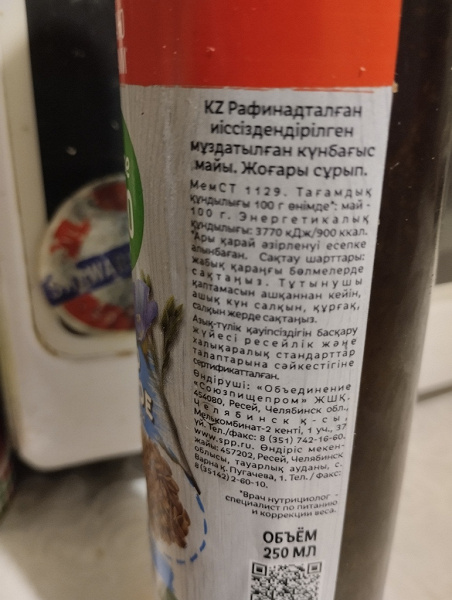 KZ Рафинадталған
иіссіздендірілген
мұздатылған күнбағыс
майы. Жоғары сұрып.
МемСТ 1129. Тағамдық
құндылығы 100 г өнімде*: май -
100 г. Энергетикалық
құндылығы: 3770 кДж/900 ккал.
*Ары қарай әзірленуі есепке
алынбаған. Сақтау шарттары:
жабық қараңғы бөлмелерде
сақтаңыз. Тұтынушы
қаптамасын ашқаннан кейін,
ашық күн салқын, құрғақ,
салқын жерде сақтаңыз.
Азық-түлік қауіпсіздігін басқару
жүйесі ресейлік және
халықаралық стандарттар
талаптарына сәйкестігіне
сертификатталған.
Өндіруші: «Объединение
«Союзпищепром» ЖШҚ.
454080, Ресей, Челябинск обл.,
Челябинск қ-сы,
Мелькомбинат-2 кенті, 1 уч., 37
үй. Тел./факс: 8 (351) 742-16-60.
www.spp.ru. Өндіріс мекен-
жайы: 457202, Ресей, Челябинск
облысы, тауарлық ауданы, с.
Варна қ. Пугачева, 1. Тел./ Факс:
8 (35142) 2-60-10.
*Врач нутрициолог -
специалист по питанию
и коррекции веса.
ОБЪЁМ
250 МЛ